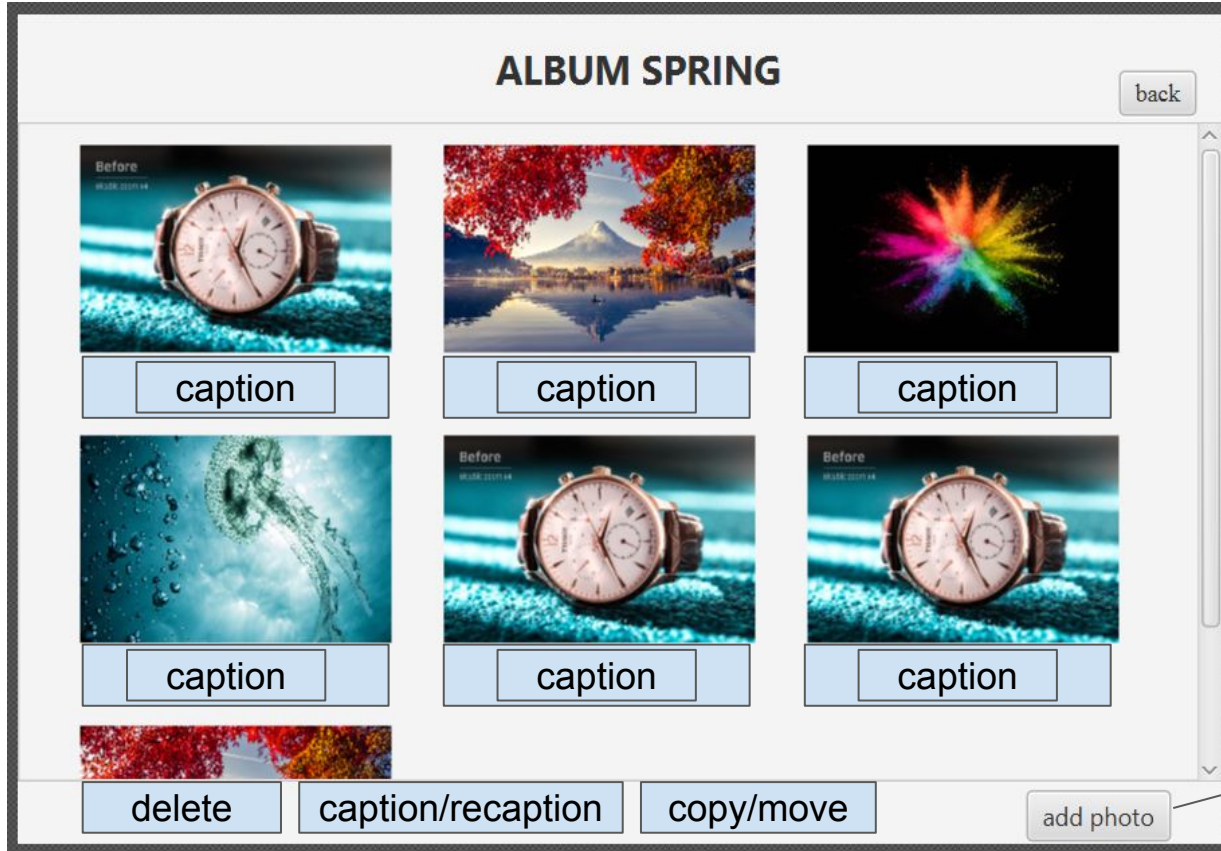 ALBUM SPRING
back
Before
caption
caption
caption
Before
Before
caption
caption
caption
delete
caption/recaption
copy/move
add photo